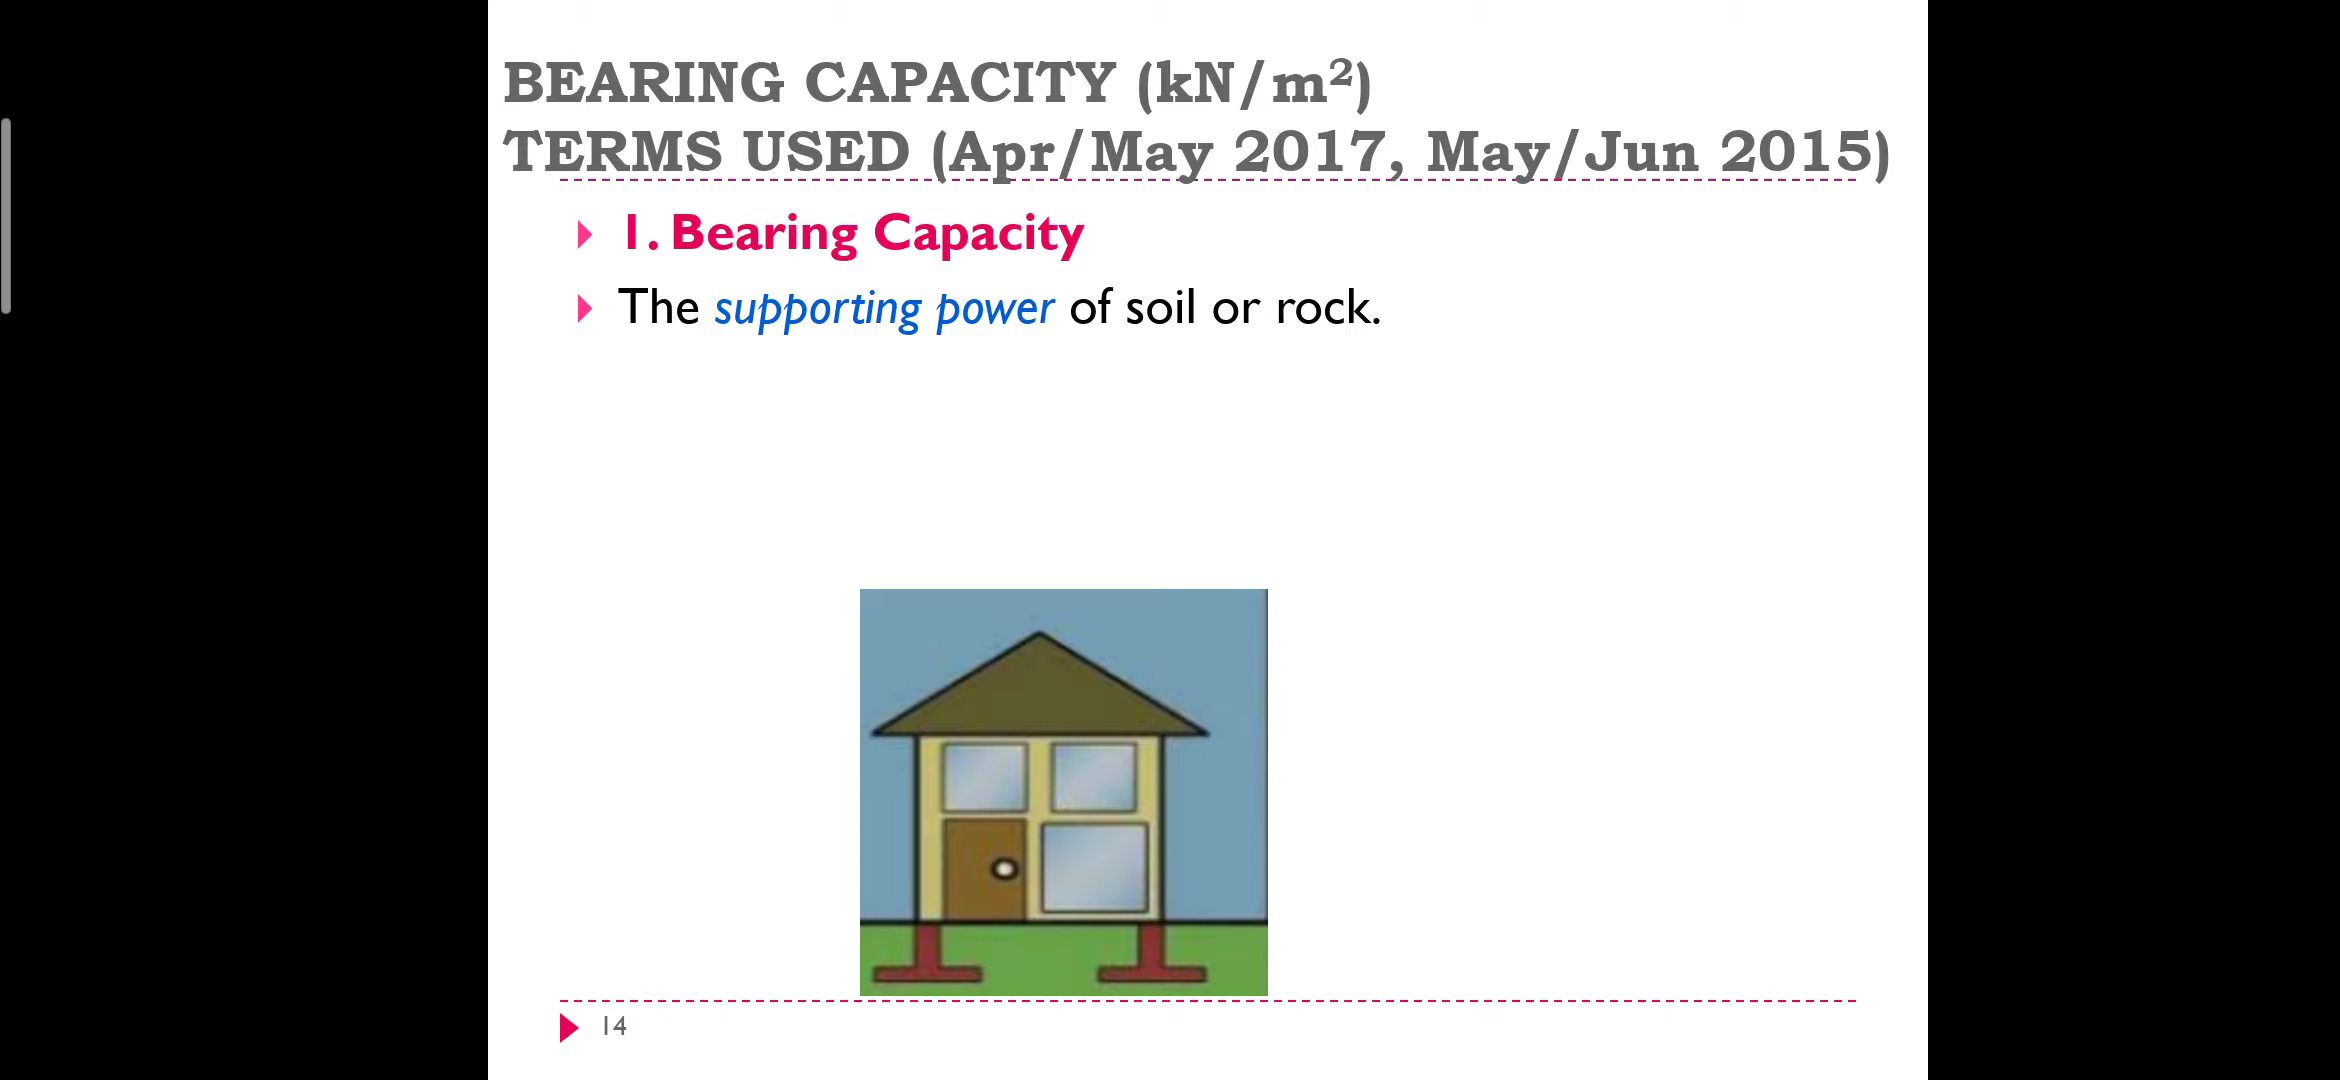 BEARING CAPACITY (kN/m²)
TERMS USED (Apr/May 2017, May/Jun 2015)
1. Bearing Capacity
The supporting power of soil or rock.
14